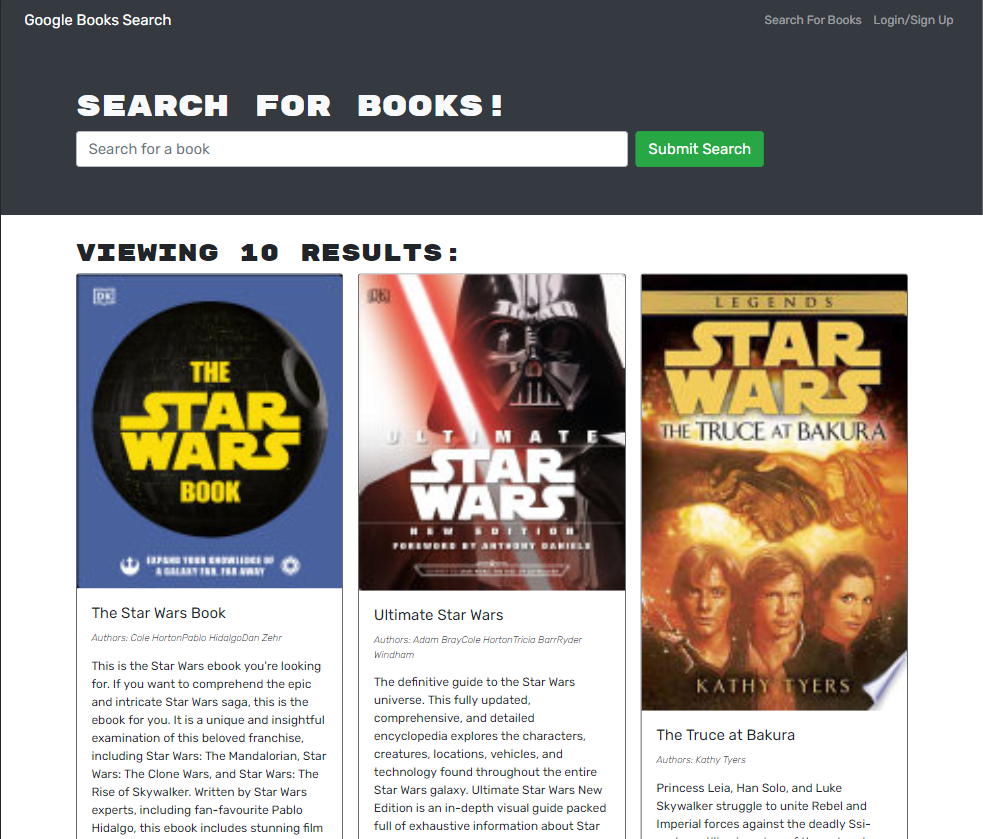 Google Books Search
Search For Books
Login/Sign Up
SEARCH FOR BOOKS!
Search for a book
Submit Search
VIEWING 10 RESULTS:
DK
THE
STAR
WARS
BOOK
EXPAND YOUR KNOWLEDGE OF
A GALAXY FAR, FAR AWAY
The Star Wars Book
Authors: Cole HortonPablo HidalgoDan Zehr
This is the Star Wars ebook you're looking
for. If you want to comprehend the epic
and intricate Star Wars saga, this is the
ebook for you. It is a unique and insightful
examination of this beloved franchise,
including Star Wars: The Mandalorian, Star
Wars: The Clone Wars, and Star Wars: The
Rise of Skywalker. Written by Star Wars
experts, including fan-favourite Pablo
Hidalgo, this ebook includes stunning film
DK
ULTIMATE
STAR
WARS
NEW EDITION
FOREWORD BY ANTHONY DANIELS
Ultimate Star Wars
Authors: Adam BrayCole HortonTricia BarrRyder
Windham
The definitive guide to the Star Wars
universe. This fully updated,
comprehensive, and detailed
encyclopedia explores the characters,
creatures, locations, vehicles, and
technology found throughout the entire
Star Wars galaxy. Ultimate Star Wars New
Edition is an in-depth visual guide packed
full of exhaustive information about Star
LEGENDS
STAR
WARS
THE TRUCE AT BAKURA
KATHY TYERS
The Truce at Bakura
Authors: Kathy Tyers
Princess Leia, Han Solo, and Luke
Skywalker struggle to unite Rebel and
Imperial forces against the deadly Ssi-